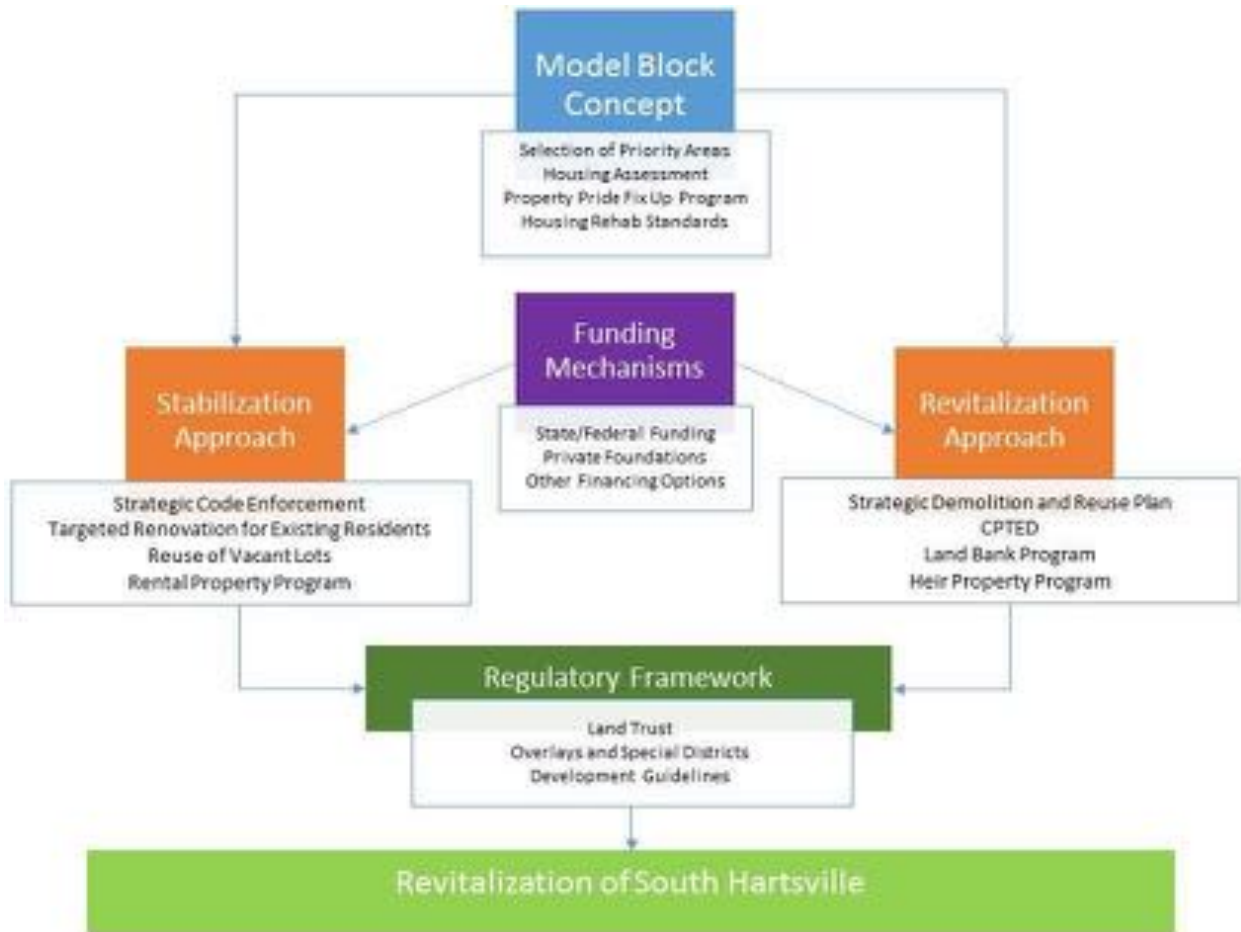 Model Block
Concept
Selection of Priority Areas
Housing Assessment
Property Pride Fix Up Program
Housing Rehab Standards
Funding
Mechanisms
State/Federal Funding
Private Foundations
Other Financing Options
Stabilization
Approach
Strategic Code Enforcement
Targeted Renovation for Existing Residents
Reuse of Vacant Lots
Rental Property Program
Revitalization
Approach
Strategic Demolition and Reuse Plan
CPTED
Land Bank Program
Heir Property Program
Regulatory Framework
Land Trust
Overlays and Special Districts
Development Guidelines
Revitalization of South Hartsville